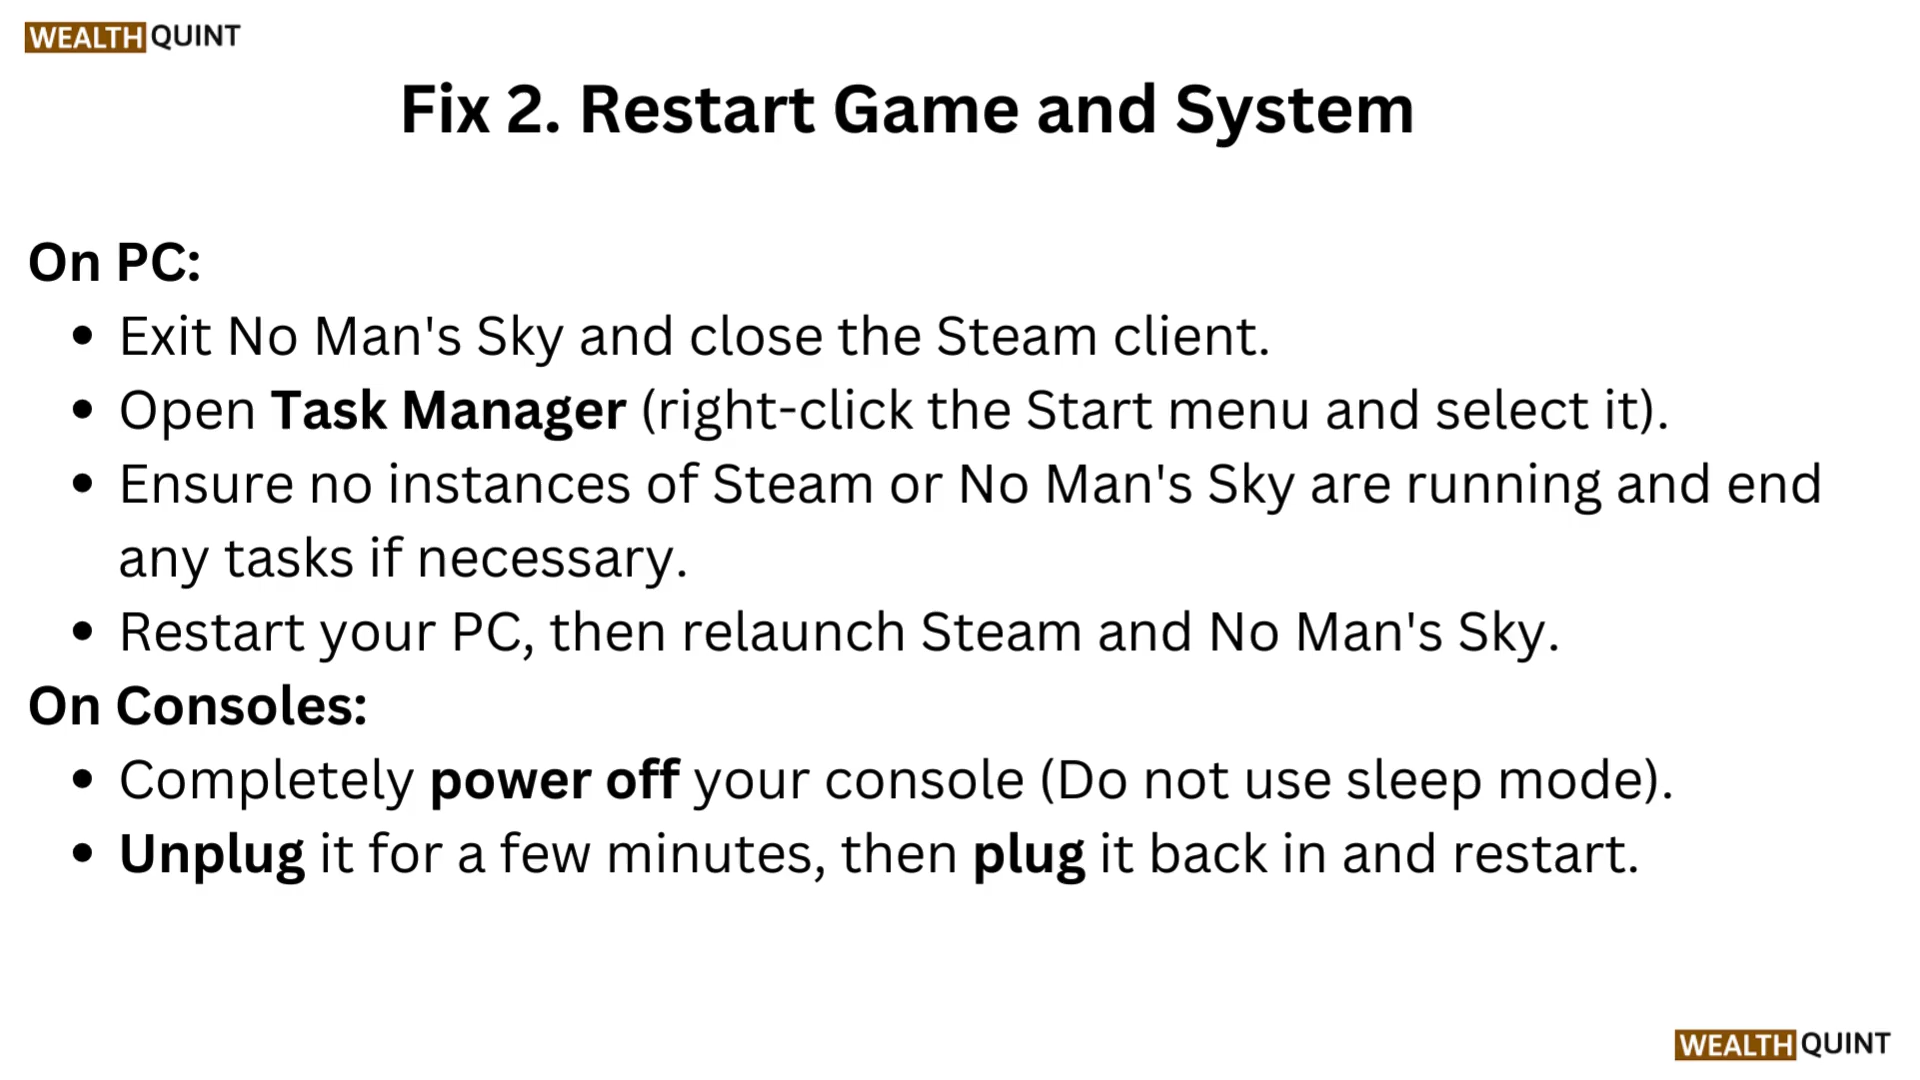 WEALTH QUINT
Fix 2. Restart Game and System
On PC:
• Exit No Man's Sky and close the Steam client.
• Open Task Manager (right-click the Start menu and select it).
• Ensure no instances of Steam or No Man's Sky are running and end
any tasks if necessary.
• Restart your PC, then relaunch Steam and No Man's Sky.
On Consoles:
• Completely power off your console (Do not use sleep mode).
• Unplug it for a few minutes, then plug it back in and restart.
WEALTH QUINT